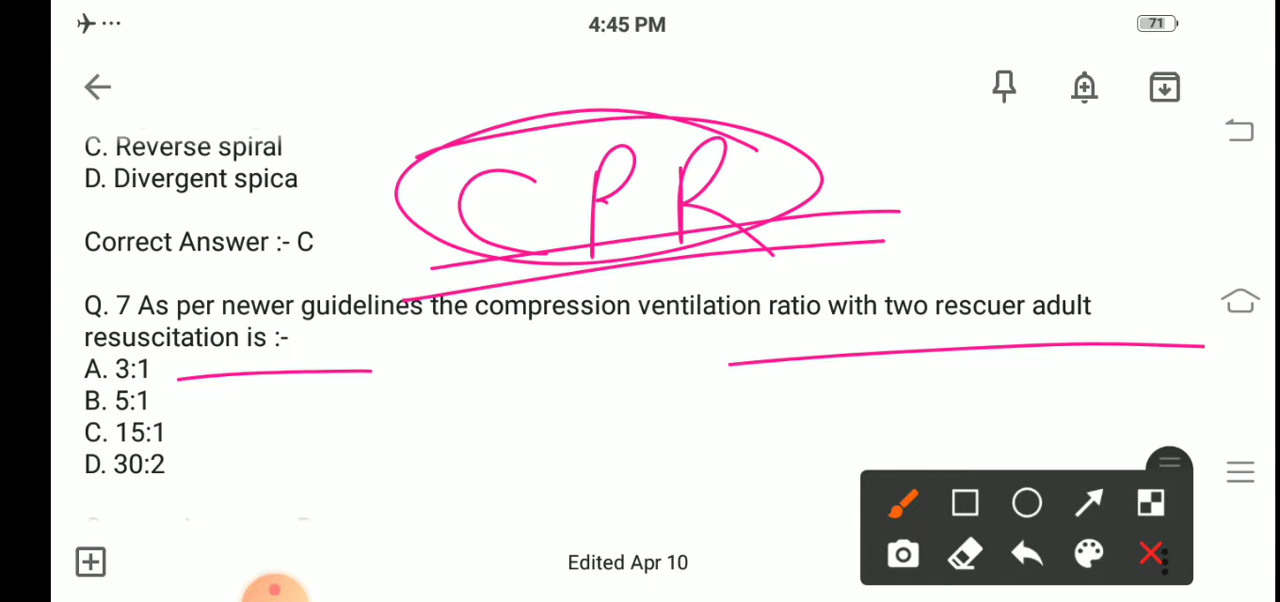 4:45 PM
71
C. Reverse spiral
D. Divergent spica
CPR
Correct Answer :- C
Q. 7 As per newer guidelines the compression ventilation ratio with two rescuer adult
resuscitation is :-
A. 3:1
B. 5:1
C. 15:1
D. 30:2
Edited Apr 10